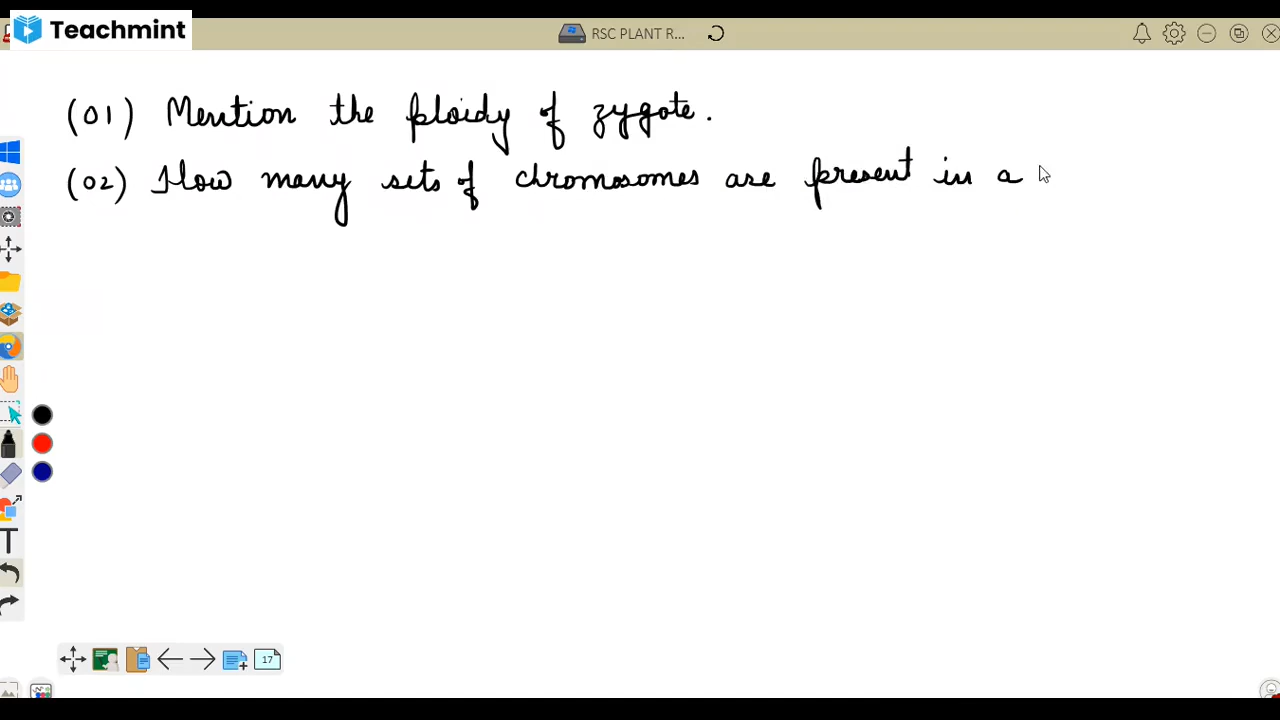 Teachmint
RSC PLANT R...
(01) Mention the ploidy of zygote.
(02) How many sets of chromosomes are present in a
T
17